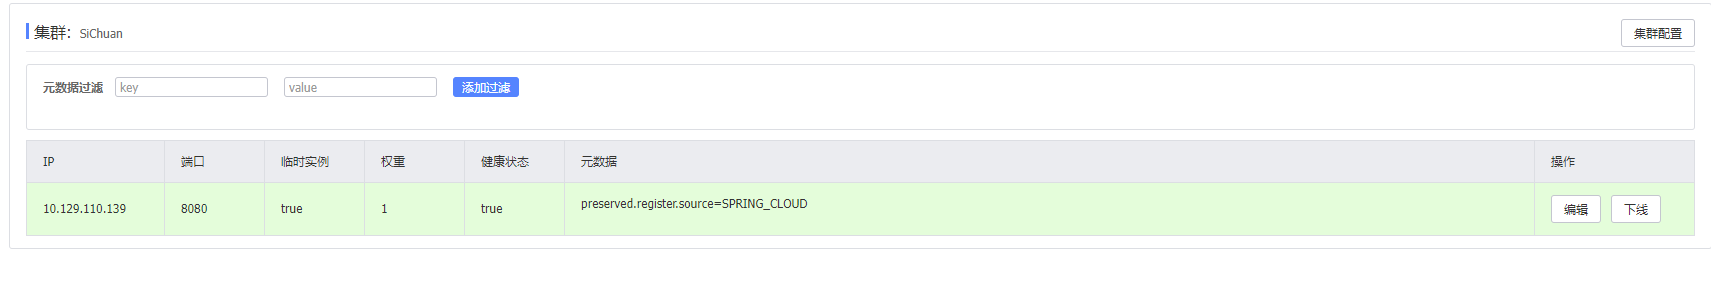 集群： SiChuan 集群配置
元数据过滤 key value 添加过滤
IP 端口 临时实例 权重 健康状态 元数据 操作
10.129.110.139 8080 true 1 true preserved.register.source=SPRING_CLOUD 编辑 下线